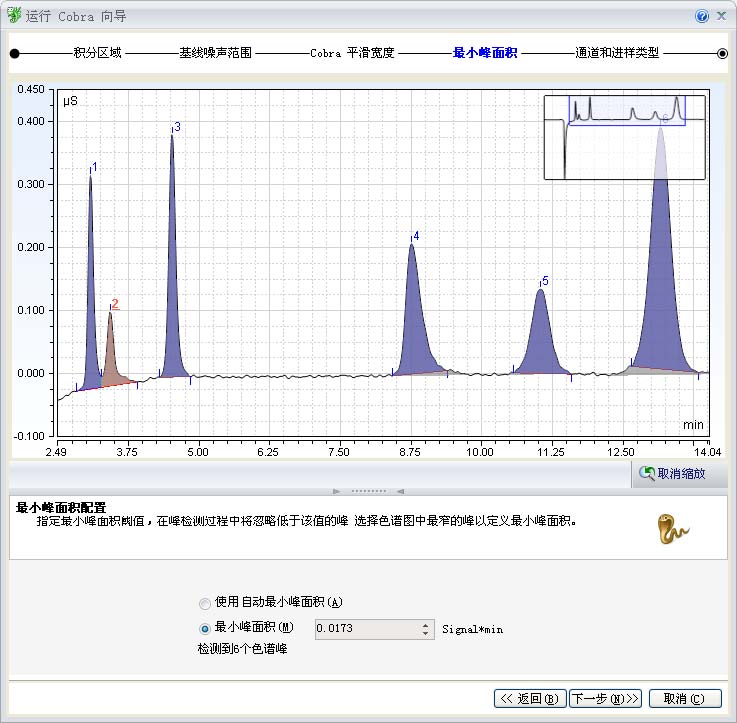 运行 Cobra 向导
积分区域 基线噪声范围 Cobra 平滑宽度 最小峰面积 通道和进样类型
0.450
µS
0.400
0.300
0.200
0.100
0.000
-0.100
1
2
3
4
5
6
min
2.49 3.75 5.00 6.25 7.50 8.75 10.00 11.25 12.50 14.04
取消缩放
最小峰面积配置
指定最小峰面积阈值，在峰检测过程中将忽略低于该值的峰 选择色谱图中最窄的峰以定义最小峰面积。
使用自动最小峰面积(A)
最小峰面积(M) 0.0173 Signal*min
检测到6个色谱峰
<< 返回(B) 下一步(N)>> 取消(C)